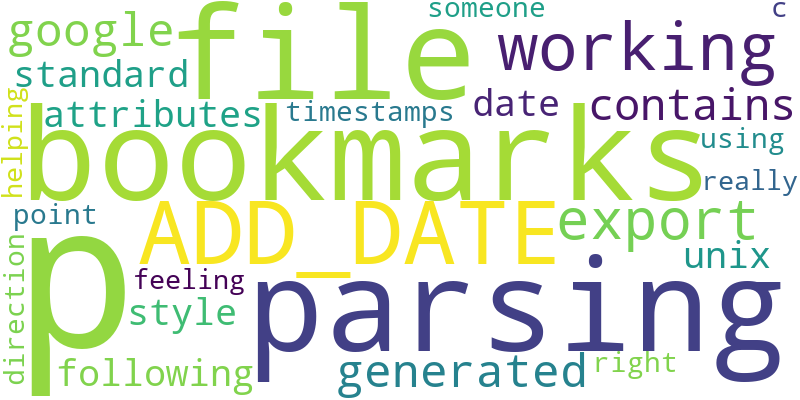 someone
c
google
file
working
standard
attributes
timestamps
date
contains
helping
bookmarks
using
really
point
ADD_DATE
export
unix
direction
p
feeling
parsing
style
following
generated
right